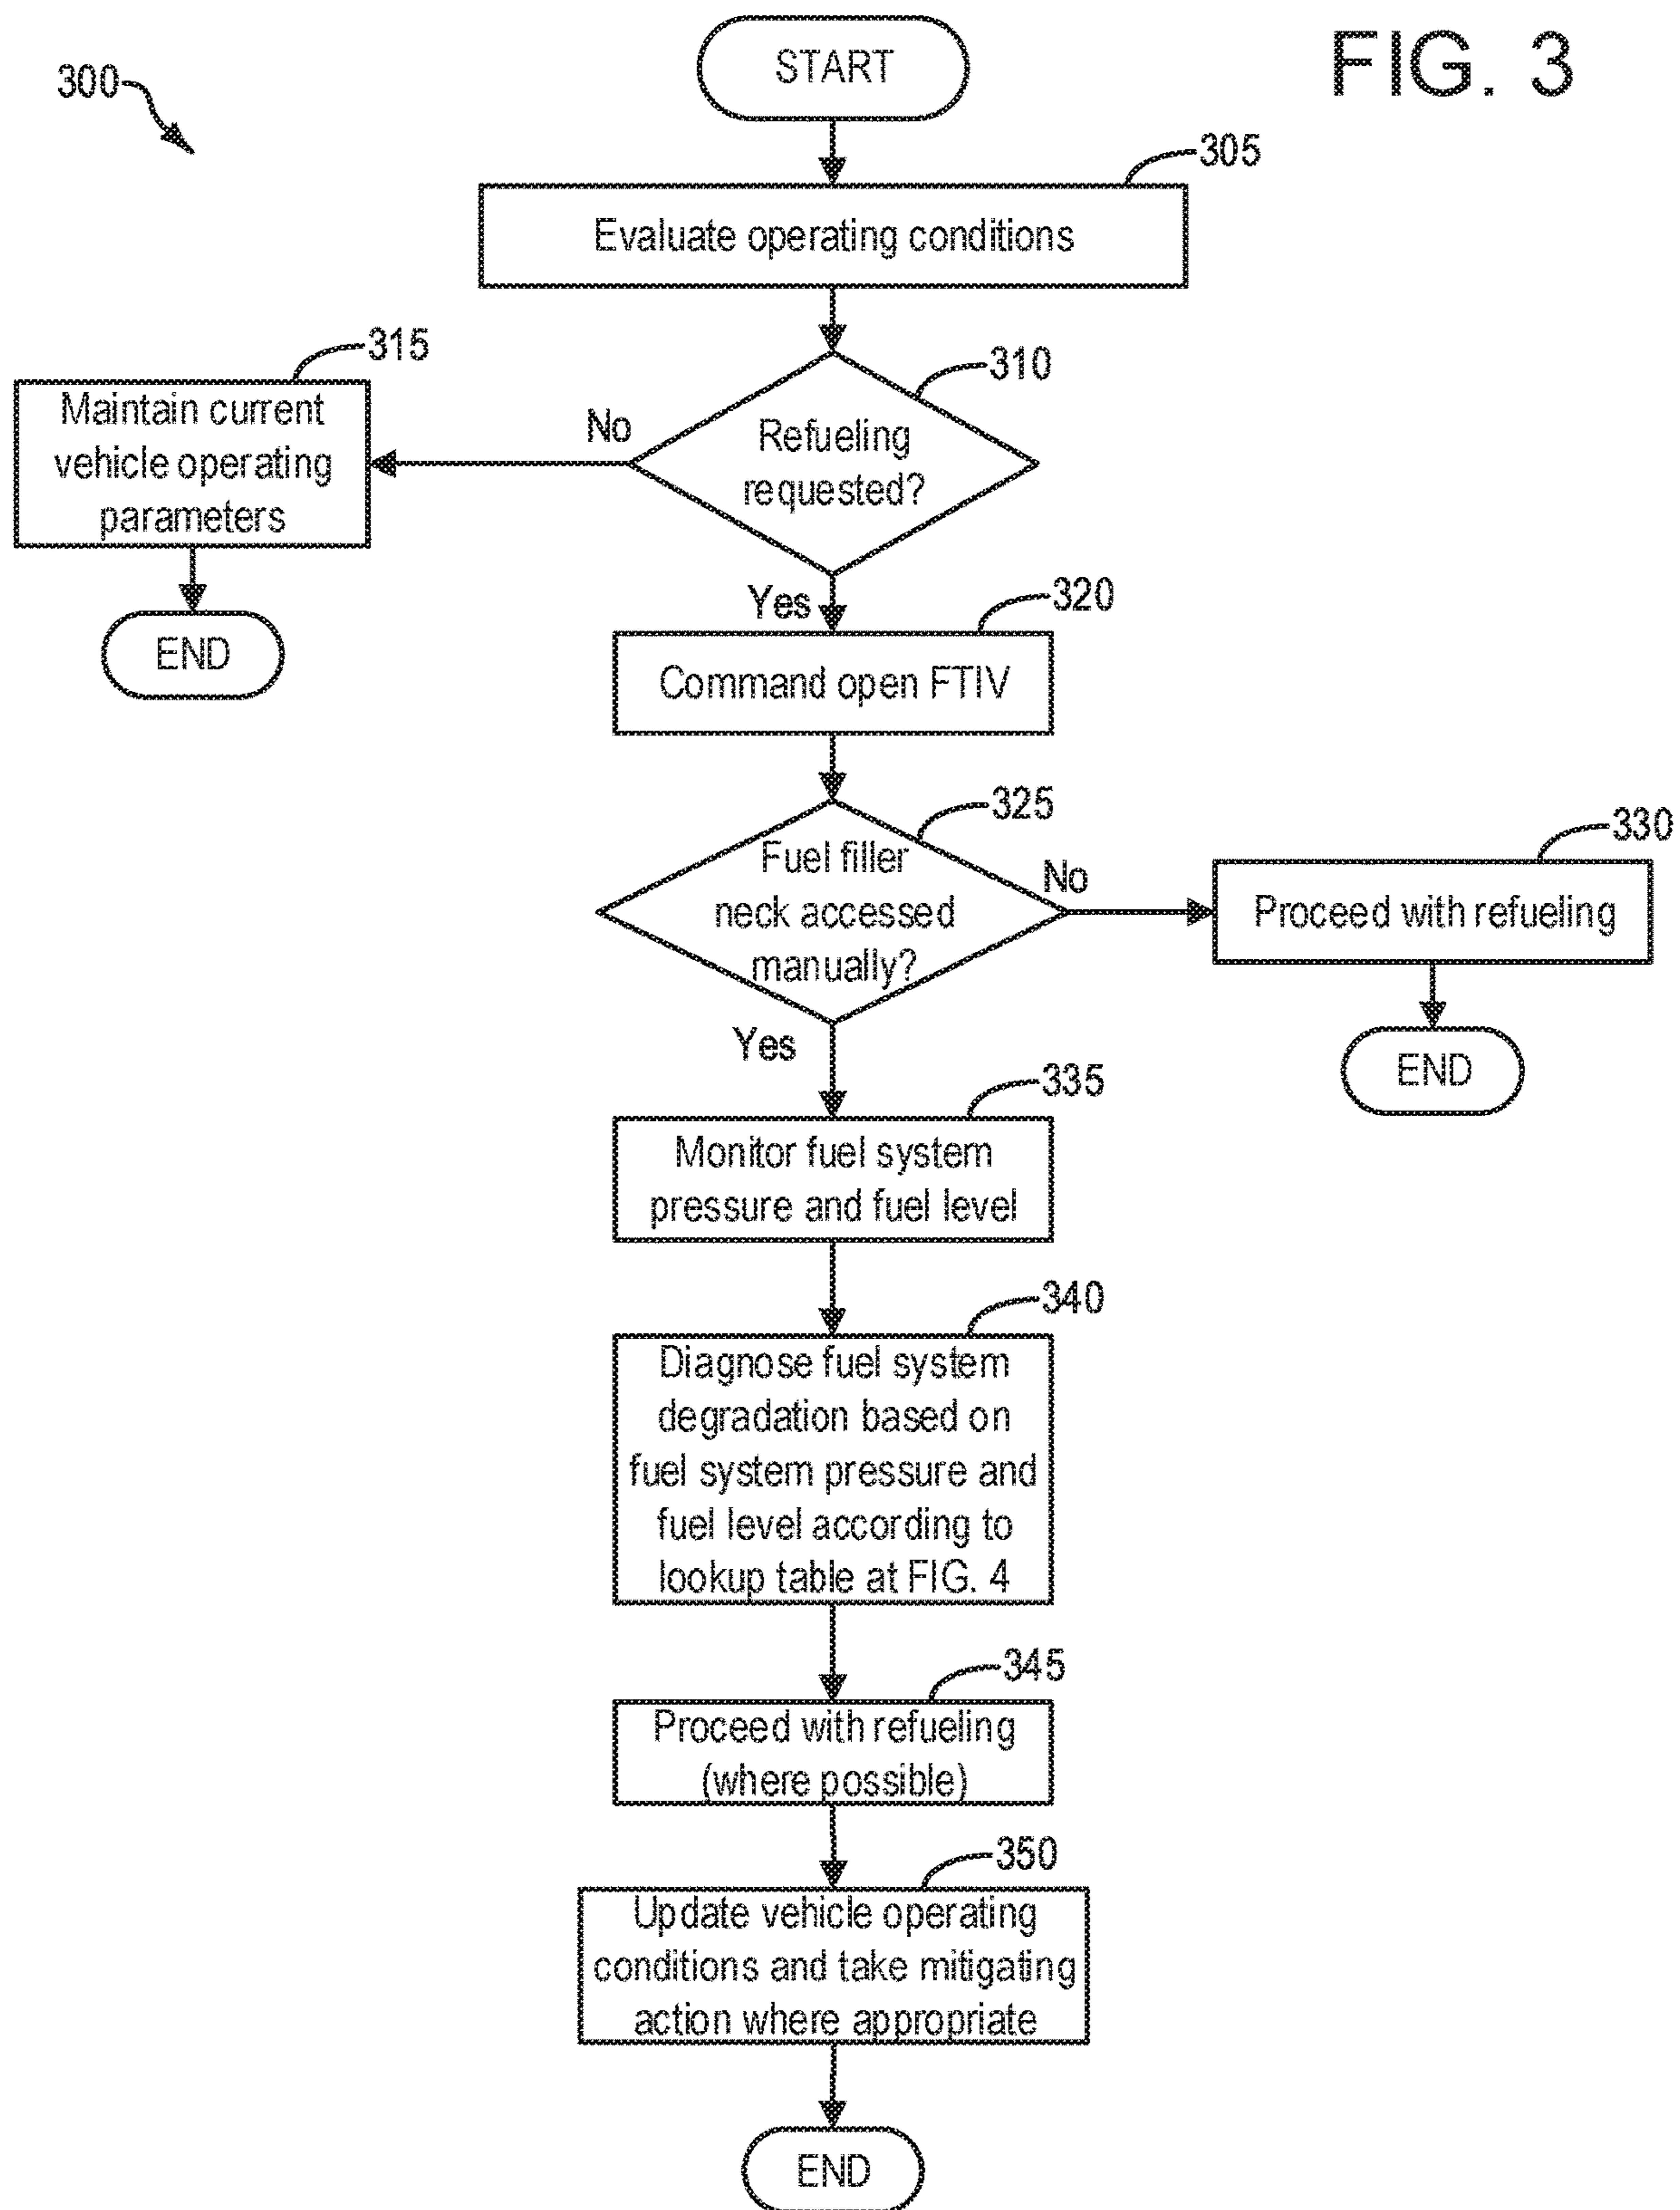 START
FIG. 3
300
305
Evaluate operating conditions
315
310
Maintain current
vehicle operating
parameters
No
Refueling
requested?
END
Yes
320
Command open FTIV
325
Fuel filler
neck accessed
manually?
No
330
Proceed with refueling
END
Yes
335
Monitor fuel system
pressure and fuel level
340
Diagnose fuel system
degradation based on
fuel system pressure and
fuel level according to
lookup table at FIG. 4
345
Proceed with refueling
(where possible)
350
Update vehicle operating
conditions and take mitigating
action where appropriate
END